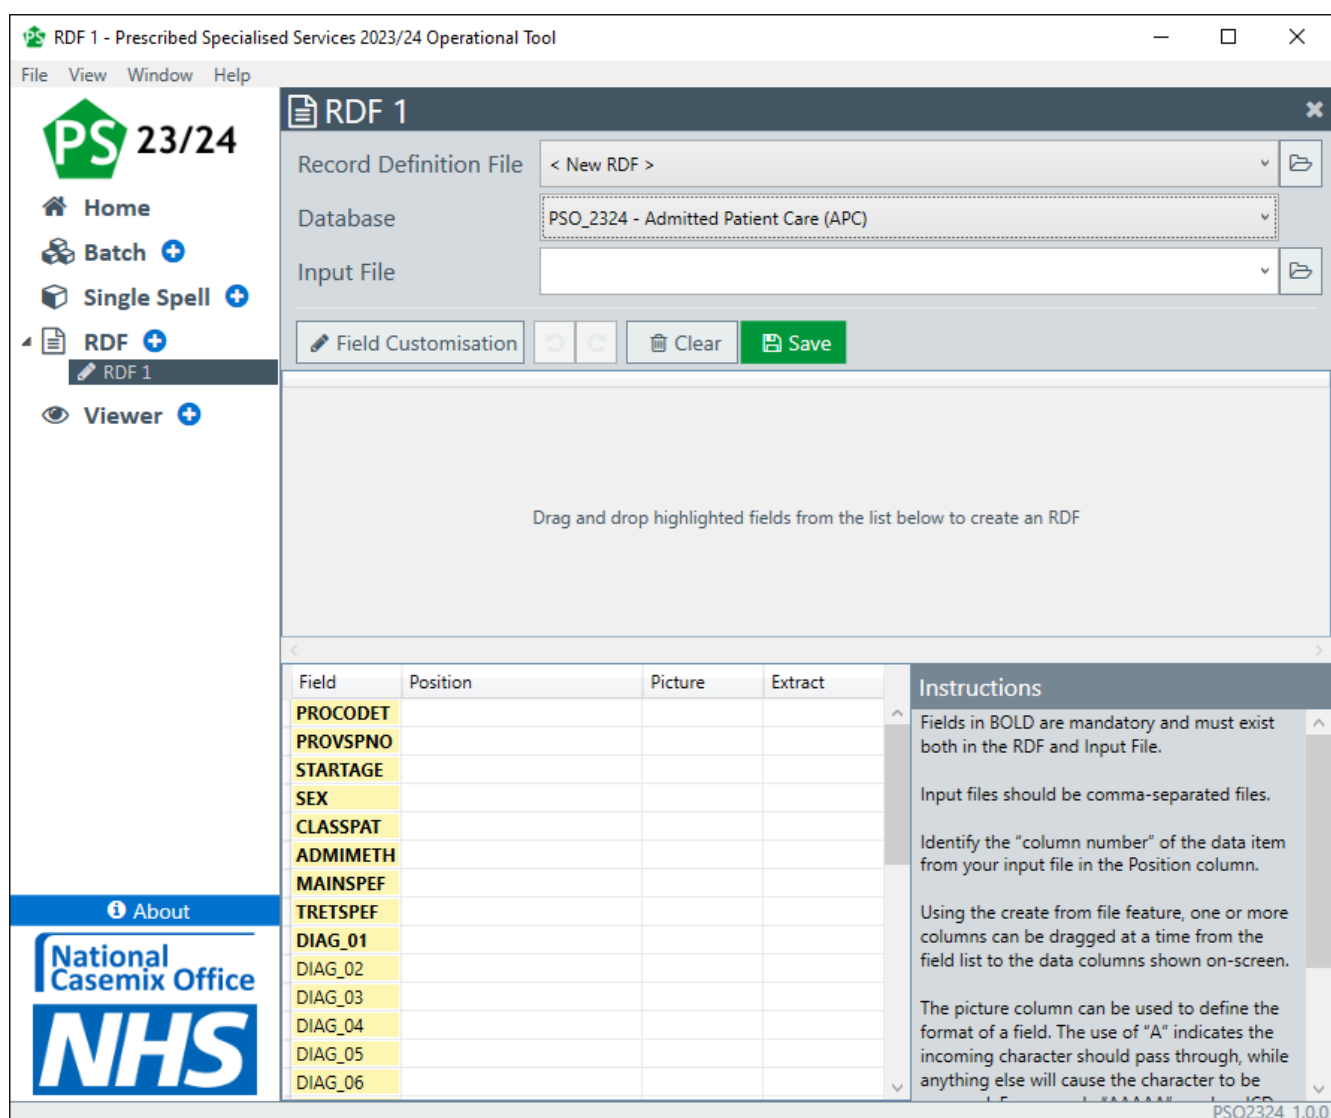 RDF 1 - Prescribed Specialised Services 2023/24 Operational Tool
File View Window Help
PS 23/24
Home
Batch
Single Spell
RDF
RDF 1
Viewer
About
National
Casemix Office
NHS
RDF 1
Record Definition File < New RDF >
Database PSO_2324 - Admitted Patient Care (APC)
Input File
Field Customisation Clear Save
Drag and drop highlighted fields from the list below to create an RDF
Field Position Picture Extract
PROCODET
PROVSPNO
STARTAGE
SEX
CLASSPAT
ADMIMETH
MAINSPEF
TRETSPEF
DIAG_01
DIAG_02
DIAG_03
DIAG_04
DIAG_05
DIAG_06
Instructions
Fields in BOLD are mandatory and must exist
both in the RDF and Input File.
Input files should be comma-separated files.
Identify the “column number” of the data item
from your input file in the Position column.
Using the create from file feature, one or more
columns can be dragged at a time from the
field list to the data columns shown on-screen.
The picture column can be used to define the
format of a field. The use of “A” indicates the
incoming character should pass through, while
anything else will cause the character to be
PSO2324 1.0.0